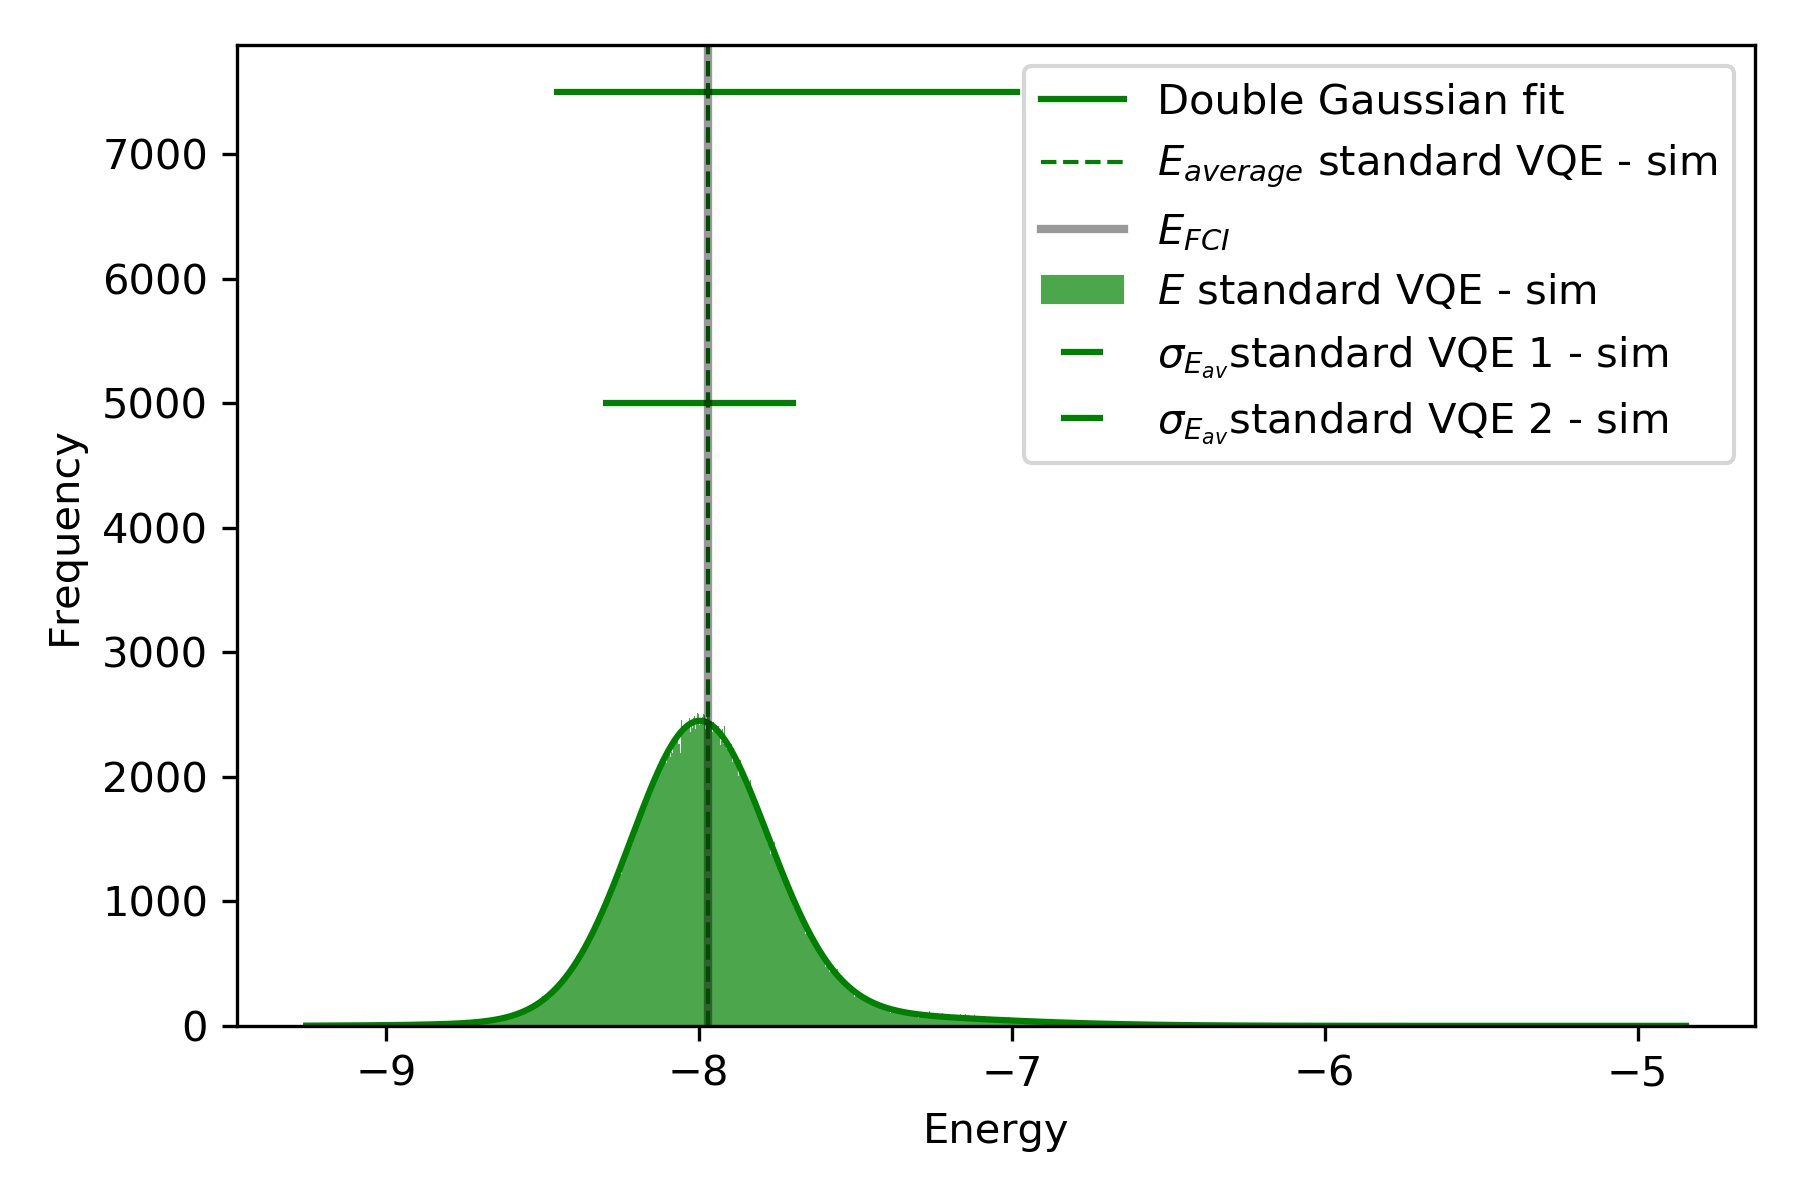 Double Gaussian fit
E_average standard VQE - sim
E_FCI
E standard VQE - sim
σ_E_av standard VQE 1 - sim
σ_E_av standard VQE 2 - sim
7000
6000
5000
4000
3000
2000
1000
0
Frequency
−9 −8 −7 −6 −5
Energy